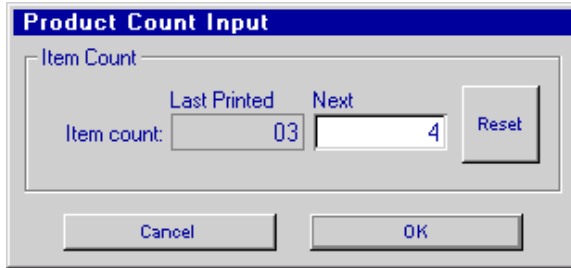 Product Count Input
Item Count
Last Printed Next
Item count: 03 4 Reset
Cancel OK